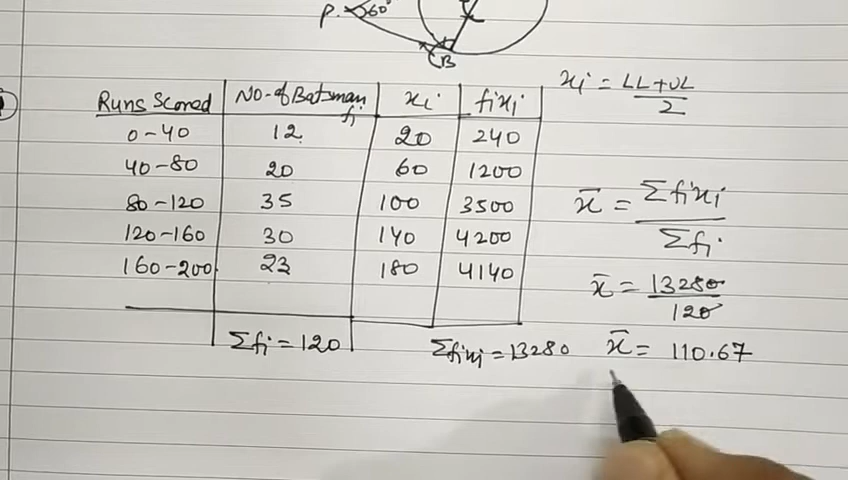 P. 60°
B
xi = LL+UL
2
Runs Scored No-of Batsman fi xi fixi
0-40 12 20 240
40-80 20 60 1200
80-120 35 100 3500
120-160 30 140 4200
160-200 23 180 4140
x̄ = Σfixi
Σfi
x̄ = 13280
120
Σfi = 120 Σfixi = 13280 x̄ = 110.67